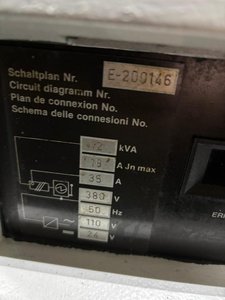 Schaltplan Nr. E-200146
Circuit diagramm Nr.
Plan de connexion No.
Schema delle connesioni No.
kVA
A Jn max
35 A
380 V
50 Hz
~ 110 V
24 V
ERE